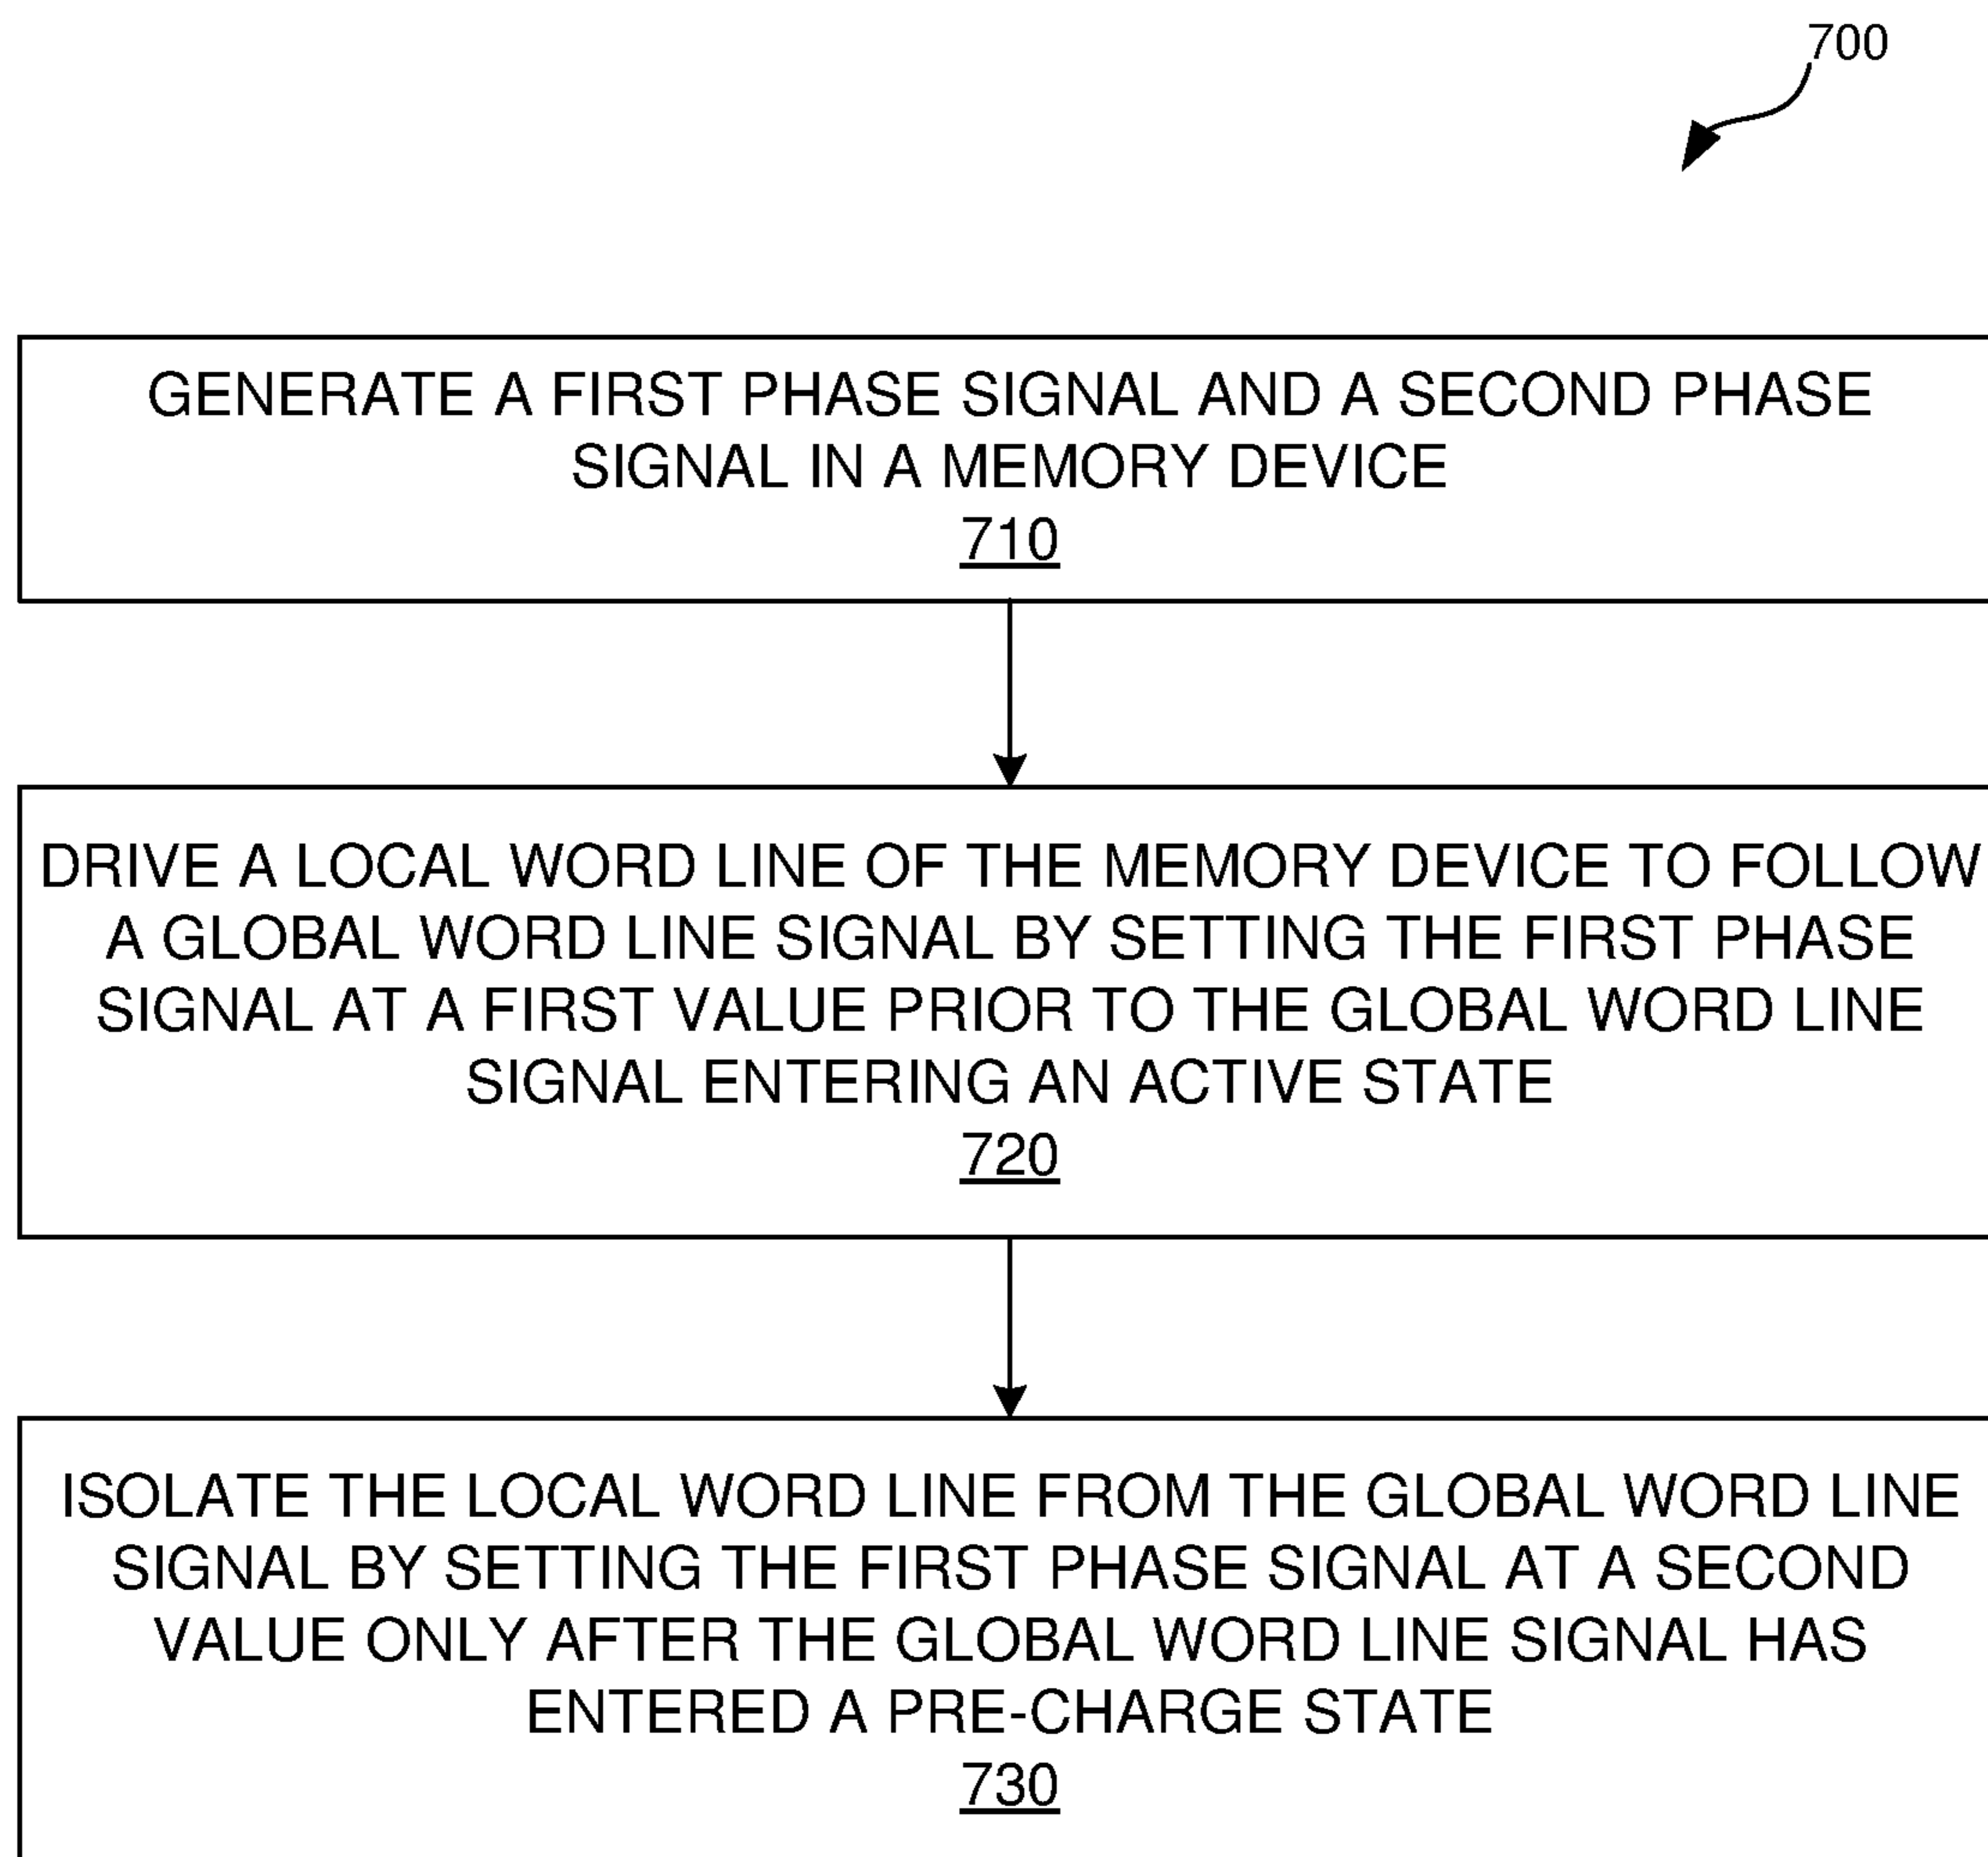 700
GENERATE A FIRST PHASE SIGNAL AND A SECOND PHASE
SIGNAL IN A MEMORY DEVICE
710
DRIVE A LOCAL WORD LINE OF THE MEMORY DEVICE TO FOLLOW
A GLOBAL WORD LINE SIGNAL BY SETTING THE FIRST PHASE
SIGNAL AT A FIRST VALUE PRIOR TO THE GLOBAL WORD LINE
SIGNAL ENTERING AN ACTIVE STATE
720
ISOLATE THE LOCAL WORD LINE FROM THE GLOBAL WORD LINE
SIGNAL BY SETTING THE FIRST PHASE SIGNAL AT A SECOND
VALUE ONLY AFTER THE GLOBAL WORD LINE SIGNAL HAS
ENTERED A PRE-CHARGE STATE
730